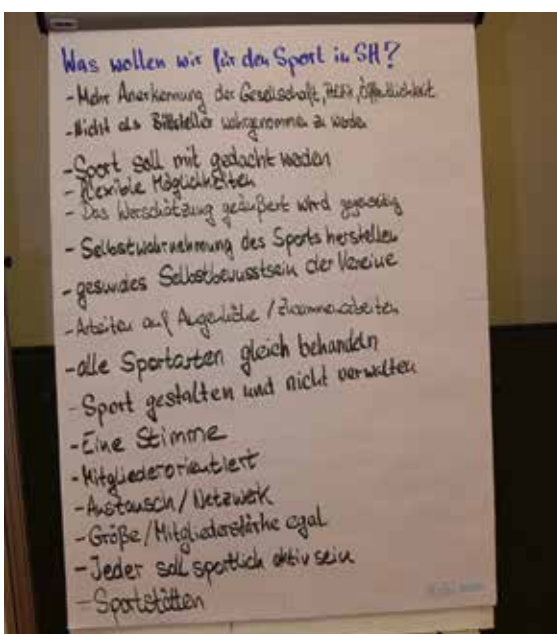 Was wollen wir für den Sport in SH?
- Mehr Anerkennung der Gesellschaft, Politik, Öffentlichkeit
- Nicht als Bittsteller wahrgenommen zu werden
- Sport soll mit gedacht werden
- flexible Möglichkeiten
- Das Wertschätzung geäußert wird gegenseitig
- Selbstwahrnehmung des Sports herstellen
- gesundes Selbstbewusstsein der Vereine
- Arbeiten auf Augenhöhe / zusammenarbeiten
- alle Sportarten gleich behandeln
- Sport gestalten und nicht verwalten
- Eine Stimme
- Mitgliederorientiert
- Austausch / Netzwerk
- Größe / Mitgliederstärke egal
- Jeder soll sportlich aktiv sein
- Sportstätten